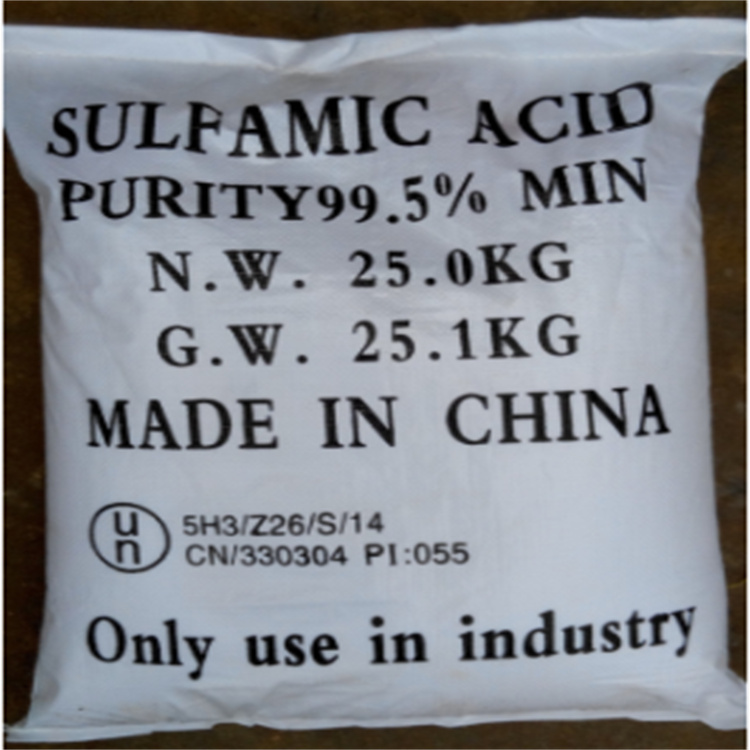 SULFAMIC ACID
PURITY99.5% MIN
N.W. 25.0KG
G.W. 25.1KG
MADE IN CHINA
un
5H3/Z26/S/14
CN/330304 PI:055
Only use in industry